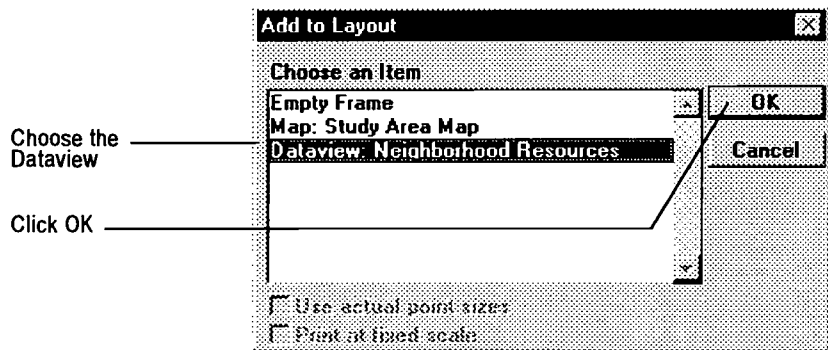 Add to Layout
Choose an Item
Empty Frame
Map: Study Area Map
Dataview: Neighborhood Resources
OK
Cancel
Choose the
Dataview
Click OK
Use actual point sizes
Print at fixed scale